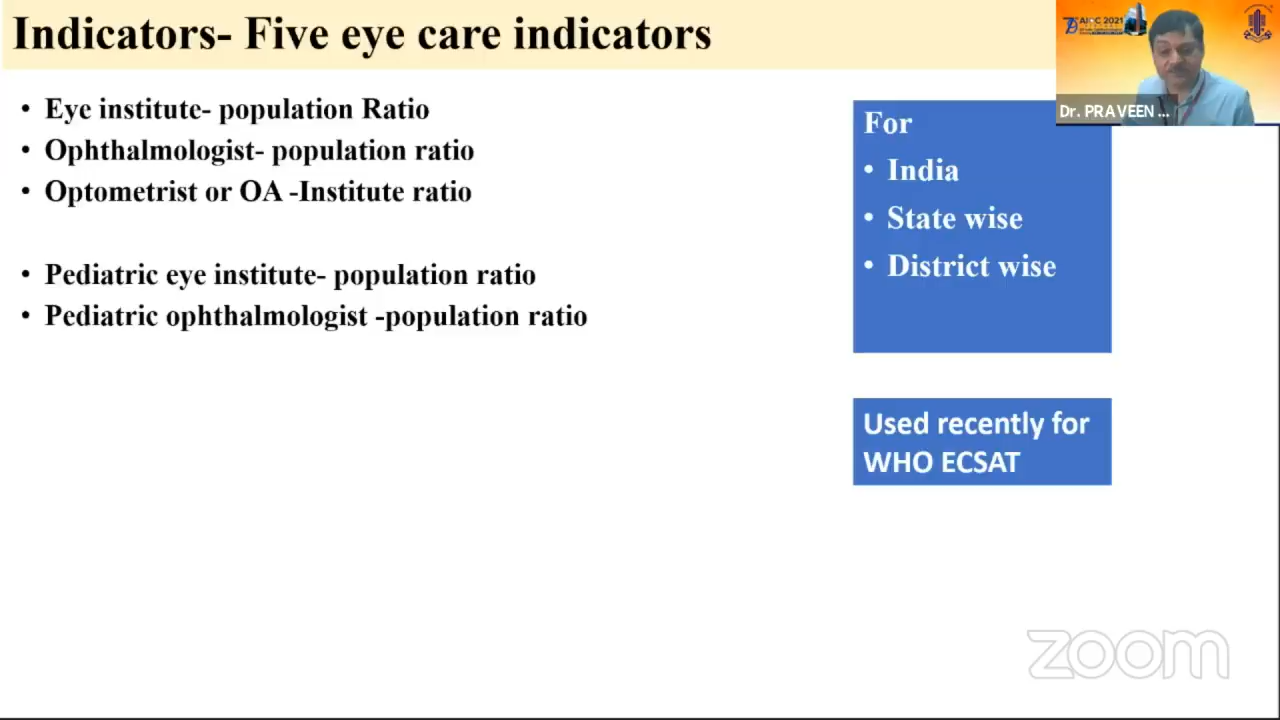 Indicators- Five eye care indicators
• Eye institute- population Ratio
• Ophthalmologist- population ratio
• Optometrist or OA -Institute ratio
• Pediatric eye institute- population ratio
• Pediatric ophthalmologist -population ratio
For
• India
• State wise
• District wise
Used recently for
WHO ECSAT
AIOC 2021
Dr. PRAVEEN ...
zoom